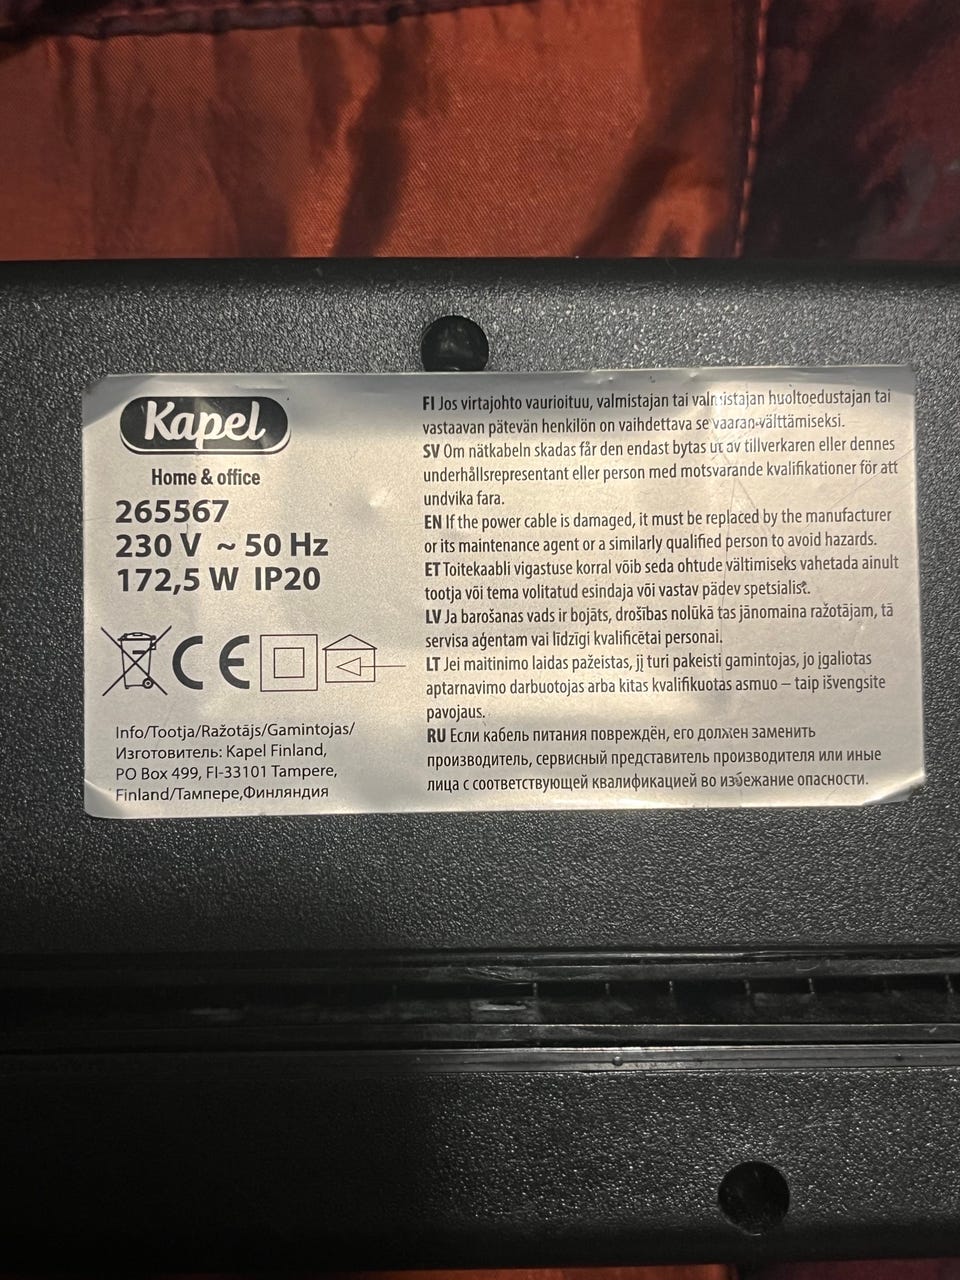 Kapel
Home & office
265567
230 V ~ 50 Hz
172,5 W IP20
CE
Info/Tootja/Ražotājs/Gamintojas/
Изготовитель: Kapel Finland,
PO Box 499, FI-33101 Tampere,
Finland/Тампере,Финляндия
FI Jos virtajohto vaurioituu, valmistajan tai valmistajan huoltoedustajan tai
vastaavan pätevän henkilön on vaihdettava se vaaran-välttämiseksi.
SV Om nätkabeln skadas får den endast bytas ut av tillverkaren eller dennes
underhållsrepresentant eller person med motsvarande kvalifikationer för att
undvika fara.
EN If the power cable is damaged, it must be replaced by the manufacturer
or its maintenance agent or a similarly qualified person to avoid hazards.
ET Toitekaabli vigastuse korral võib seda ohtude vältimiseks vahetada ainult
tootja või tema volitatud esindaja või vastav pädev spetsialist.
LV Ja barošanas vads ir bojāts, drošības nolūkā tas jānomaina ražotājam, tā
servisa aģentam vai līdzīgi kvalificētai personai.
LT Jei maitinimo laidas pažeistas, jį turi pakeisti gamintojas, jo įgaliotas
aptarnavimo darbuotojas arba kitas kvalifikuotas asmuo – taip išvengsite
pavojaus.
RU Если кабель питания повреждён, его должен заменить
производитель, сервисный представитель производителя или иные
лица с соответствующей квалификацией во избежание опасности.